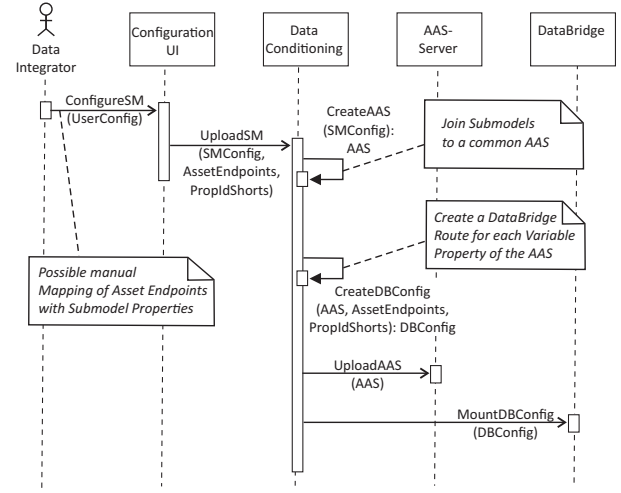 Data
Integrator
Configuration
UI
Data
Conditioning
AAS-
Server
DataBridge
ConfigureSM
(UserConfig)
UploadSM
(SMConfig,
AssetEndpoints,
PropIdShorts)
CreateAAS
(SMConfig):
AAS
Join Submodels
to a common AAS
Create a DataBridge
Route for each Variable
Property of the AAS
Possible manual
Mapping of Asset Endpoints
with Submodel Properties
CreateDBConfig
(AAS, AssetEndpoints,
PropIdShorts): DBConfig
UploadAAS
(AAS)
MountDBConfig
(DBConfig)